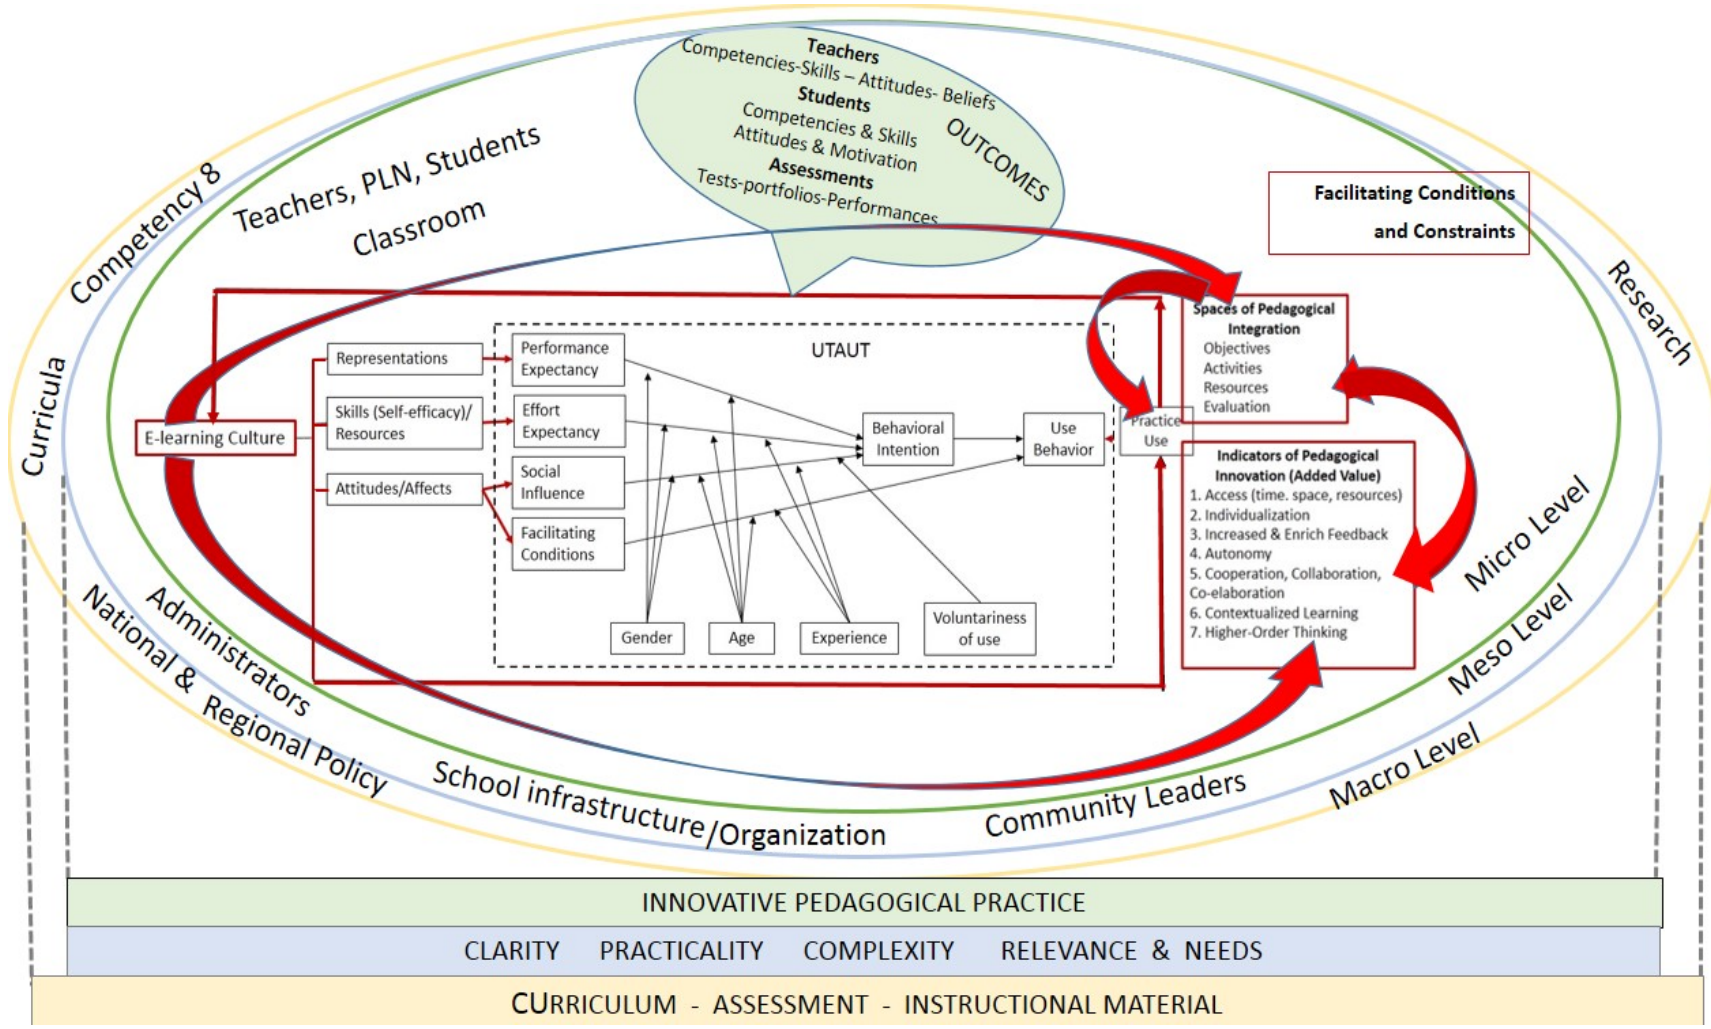 Teachers
Competencies-Skills – Attitudes- Beliefs
Students
Competencies & Skills
Attitudes & Motivation
Assessments
Tests-portfolios-Performances
OUTCOMES
Competency 8
Teachers, PLN, Students
Classroom
Facilitating Conditions
and Constraints
Research
Curricula
E-learning Culture
Representations
Skills (Self-efficacy)/
Resources
Attitudes/Affects
UTAUT
Performance
Expectancy
Effort
Expectancy
Social
Influence
Facilitating
Conditions
Behavioral
Intention
Use
Behavior
Practice
Use
Gender
Age
Experience
Voluntariness
of use
Spaces of Pedagogical
Integration
Objectives
Activities
Resources
Evaluation
Indicators of Pedagogical
Innovation (Added Value)
1. Access (time. space, resources)
2. Individualization
3. Increased & Enrich Feedback
4. Autonomy
5. Cooperation, Collaboration,
Co-elaboration
6. Contextualized Learning
7. Higher-Order Thinking
Micro Level
Meso Level
Macro Level
Administrators
National & Regional Policy
School infrastructure/Organization
Community Leaders
INNOVATIVE PEDAGOGICAL PRACTICE
CLARITY PRACTICALITY COMPLEXITY RELEVANCE & NEEDS
CURRICULUM - ASSESSMENT - INSTRUCTIONAL MATERIAL